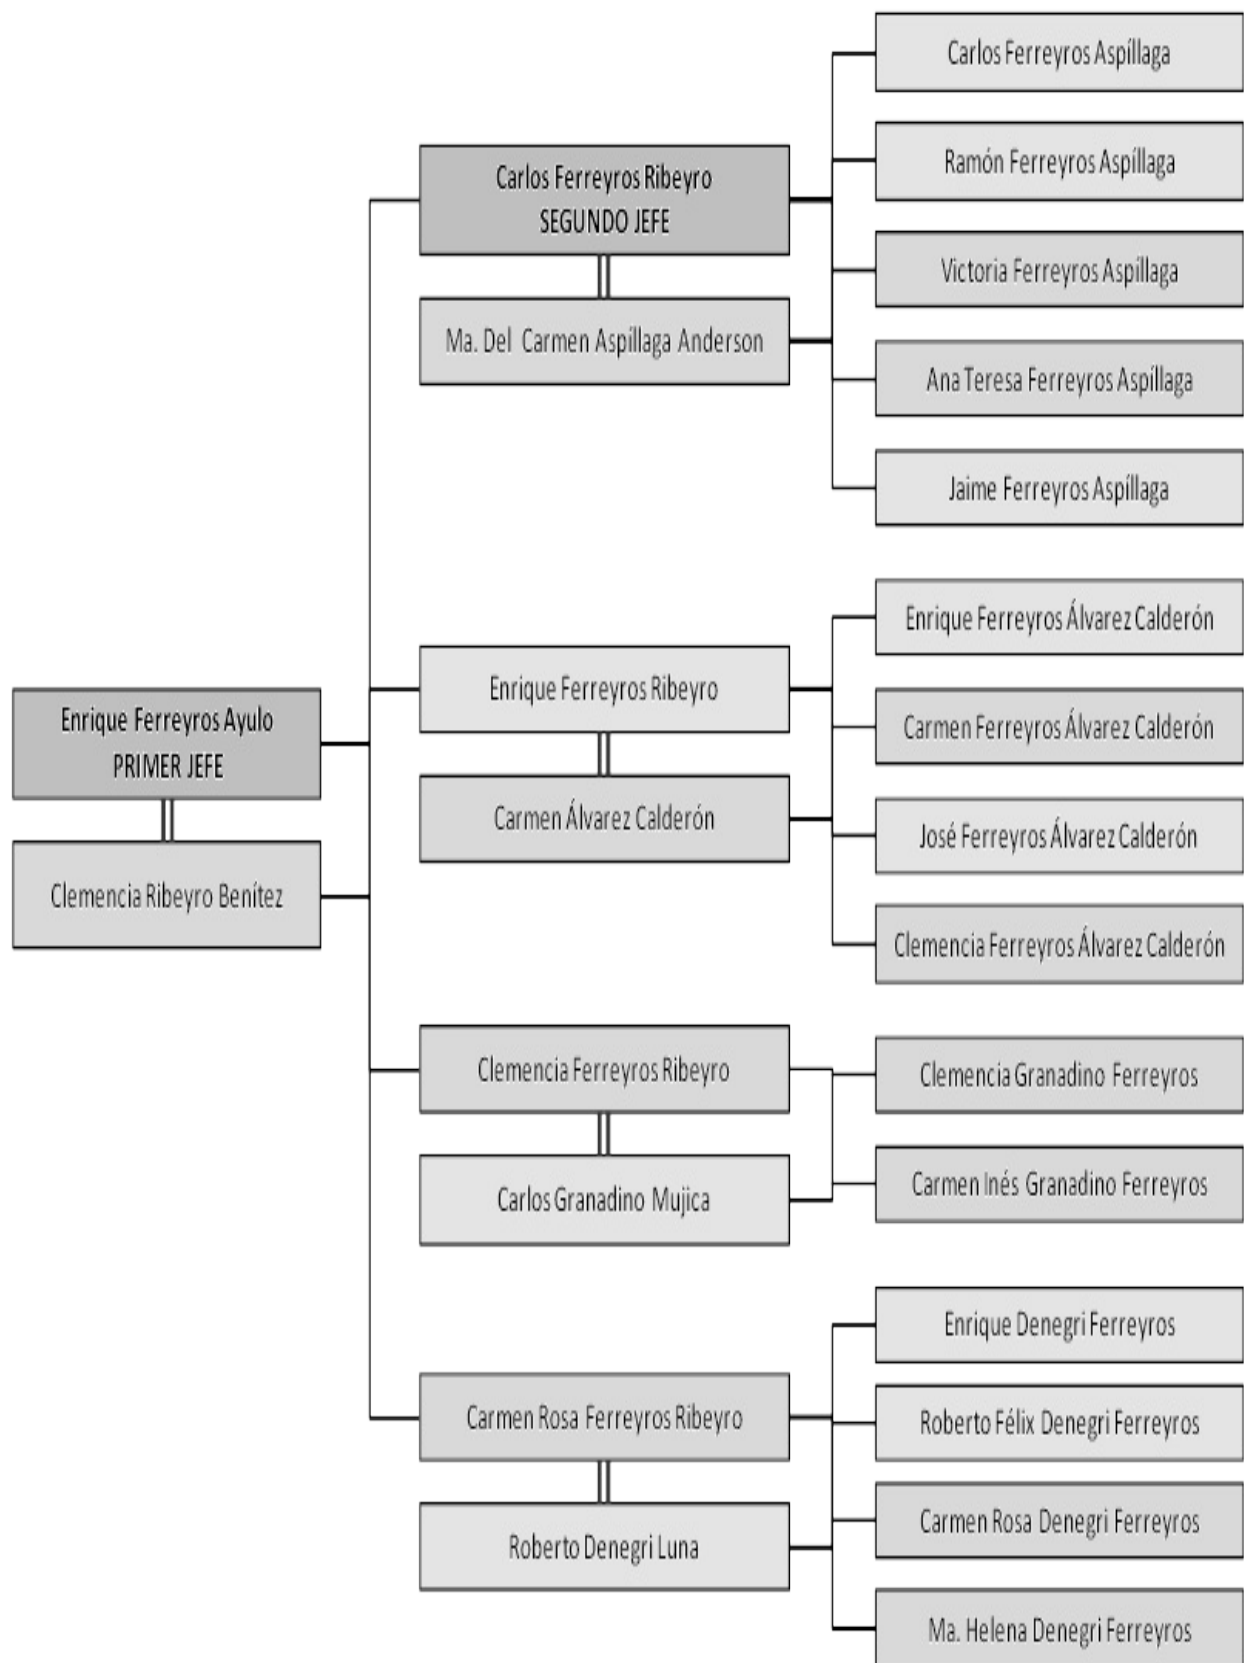 Enrique Ferreyros Ayulo
PRIMER JEFE
Clemencia Ribeyro Benítez
Carlos Ferreyros Ribeyro
SEGUNDO JEFE
Ma. Del Carmen Aspíllaga Anderson
Carlos Ferreyros Aspíllaga
Ramón Ferreyros Aspíllaga
Victoria Ferreyros Aspíllaga
Ana Teresa Ferreyros Aspíllaga
Jaime Ferreyros Aspíllaga
Enrique Ferreyros Ribeyro
Carmen Álvarez Calderón
Enrique Ferreyros Álvarez Calderón
Carmen Ferreyros Álvarez Calderón
José Ferreyros Álvarez Calderón
Clemencia Ferreyros Álvarez Calderón
Clemencia Ferreyros Ribeyro
Carlos Granadino Mujica
Clemencia Granadino Ferreyros
Carmen Inés Granadino Ferreyros
Carmen Rosa Ferreyros Ribeyro
Roberto Denegri Luna
Enrique Denegri Ferreyros
Roberto Félix Denegri Ferreyros
Carmen Rosa Denegri Ferreyros
Ma. Helena Denegri Ferreyros